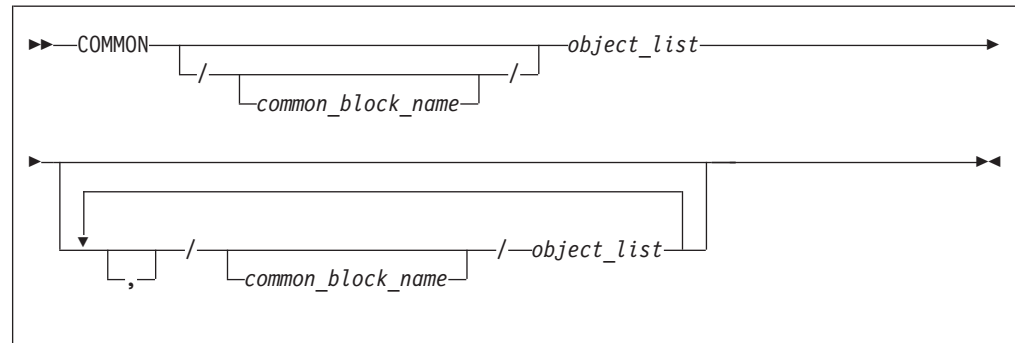 COMMON object_list
/ /
common_block_name
/ / object_list
, common_block_name